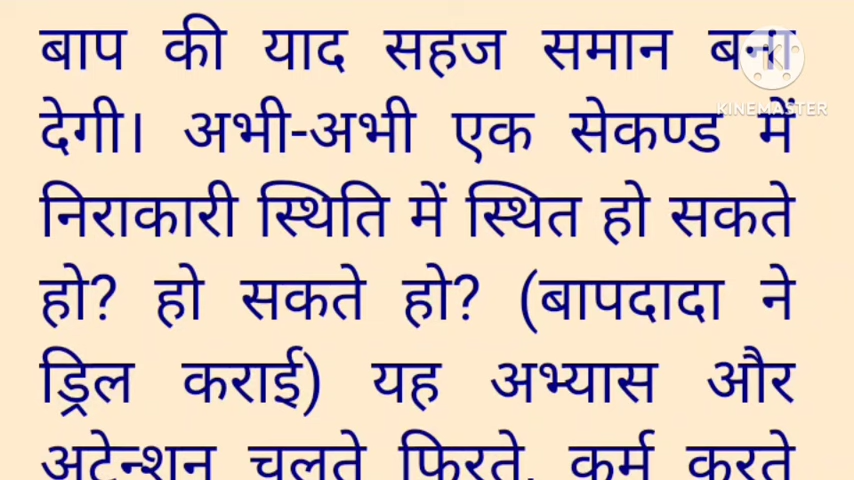 बाप की याद सहज समान बना
KINEMASTER
देगी। अभी-अभी एक सेकण्ड में
निराकारी स्थिति में स्थित हो सकते
हो? हो सकते हो? (बापदादा ने
ड्रिल कराई) यह अभ्यास और
अटेन्शन चलते फिरते, कर्म करते